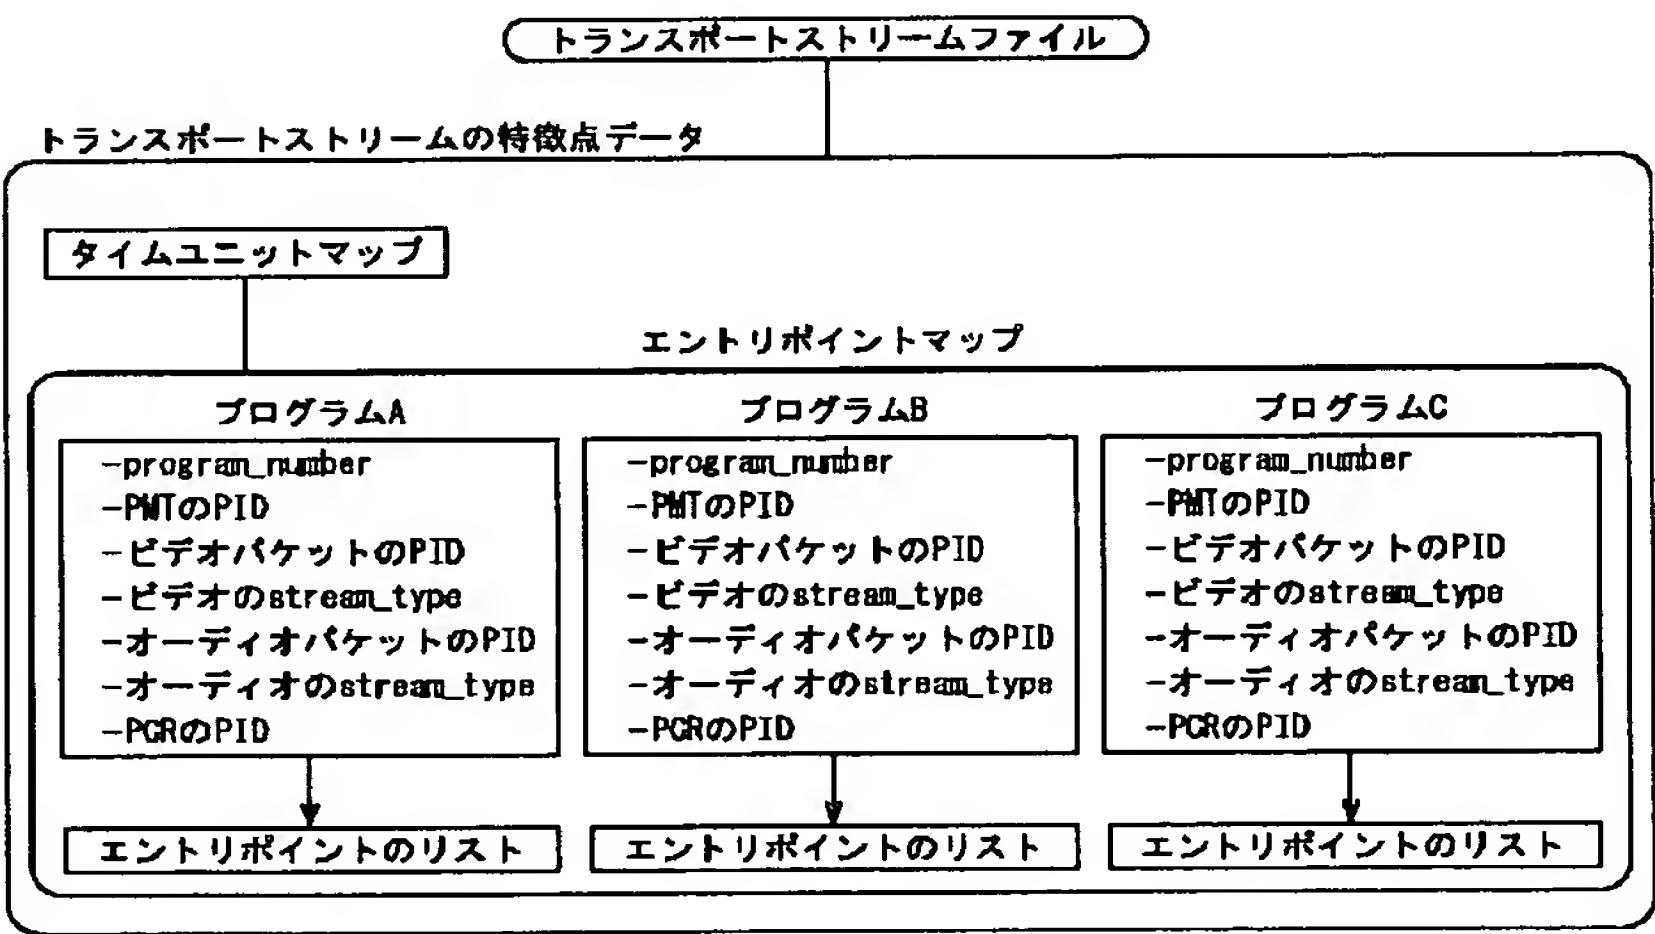 トランスポートストリームファイル
トランスポートストリームの特徴点データ
タイムユニットマップ
エントリポイントマップ
プログラムA
-program_number
-PMTのPID
-ビデオパケットのPID
-ビデオのstream_type
-オーディオパケットのPID
-オーディオのstream_type
-PCRのPID
エントリポイントのリスト
プログラムB
-program_number
-PMTのPID
-ビデオパケットのPID
-ビデオのstream_type
-オーディオパケットのPID
-オーディオのstream_type
-PCRのPID
エントリポイントのリスト
プログラムC
-program_number
-PMTのPID
-ビデオパケットのPID
-ビデオのstream_type
-オーディオパケットのPID
-オーディオのstream_type
-PCRのPID
エントリポイントのリスト